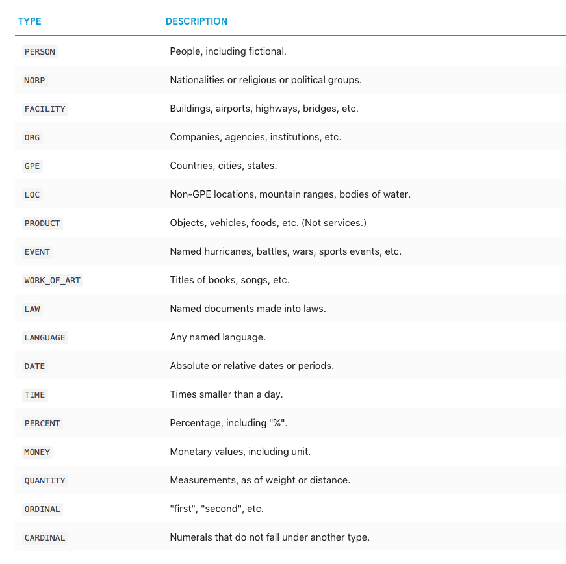 TYPE DESCRIPTION
PERSON People, including fictional.
NORP Nationalities or religious or political groups.
FACILITY Buildings, airports, highways, bridges, etc.
ORG Companies, agencies, institutions, etc.
GPE Countries, cities, states.
LOC Non-GPE locations, mountain ranges, bodies of water.
PRODUCT Objects, vehicles, foods, etc. (Not services.)
EVENT Named hurricanes, battles, wars, sports events, etc.
WORK_OF_ART Titles of books, songs, etc.
LAW Named documents made into laws.
LANGUAGE Any named language.
DATE Absolute or relative dates or periods.
TIME Times smaller than a day.
PERCENT Percentage, including "%".
MONEY Monetary values, including unit.
QUANTITY Measurements, as of weight or distance.
ORDINAL "first", "second", etc.
CARDINAL Numerals that do not fall under another type.